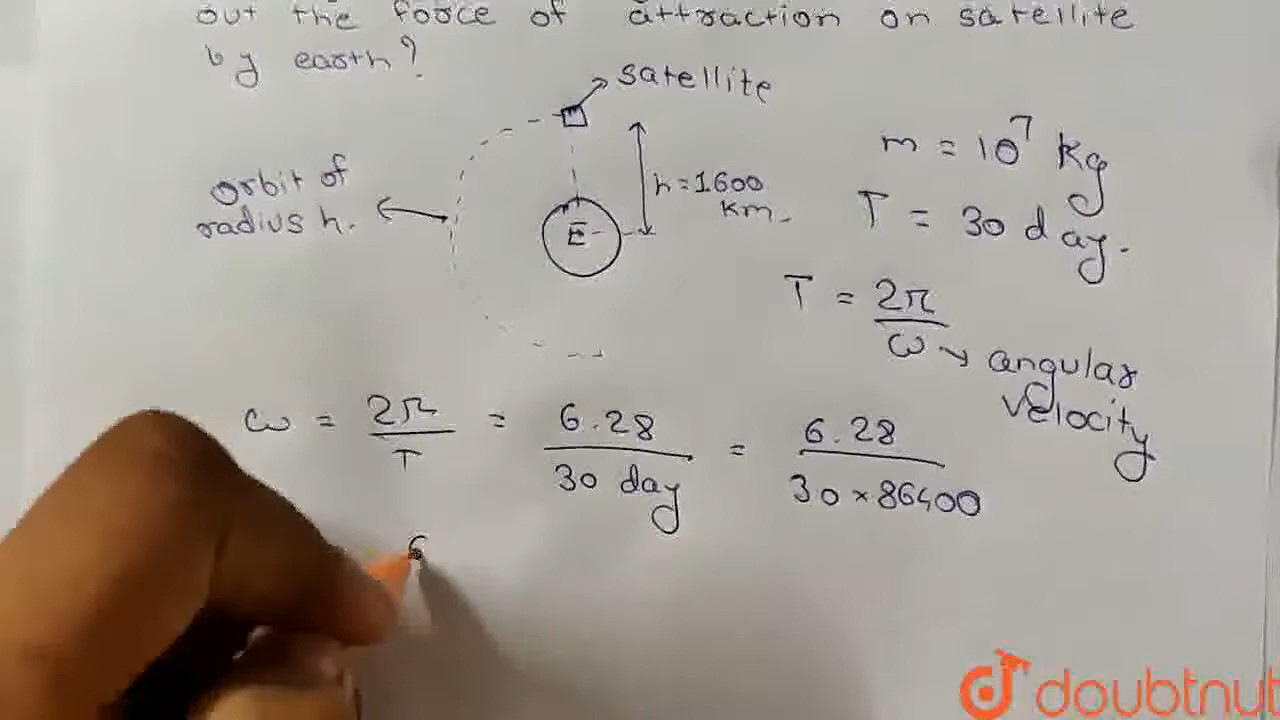 out the force of attraction on satellite
by earth?
satellite
orbit of
radius h.
E
h = 1600
km.
m = 10⁷ kg
T = 30 day.
T = 2π/ω → angular
velocity
ω = 2π/T = 6.28/30 day = 6.28/30 × 86400
6
doubtnut